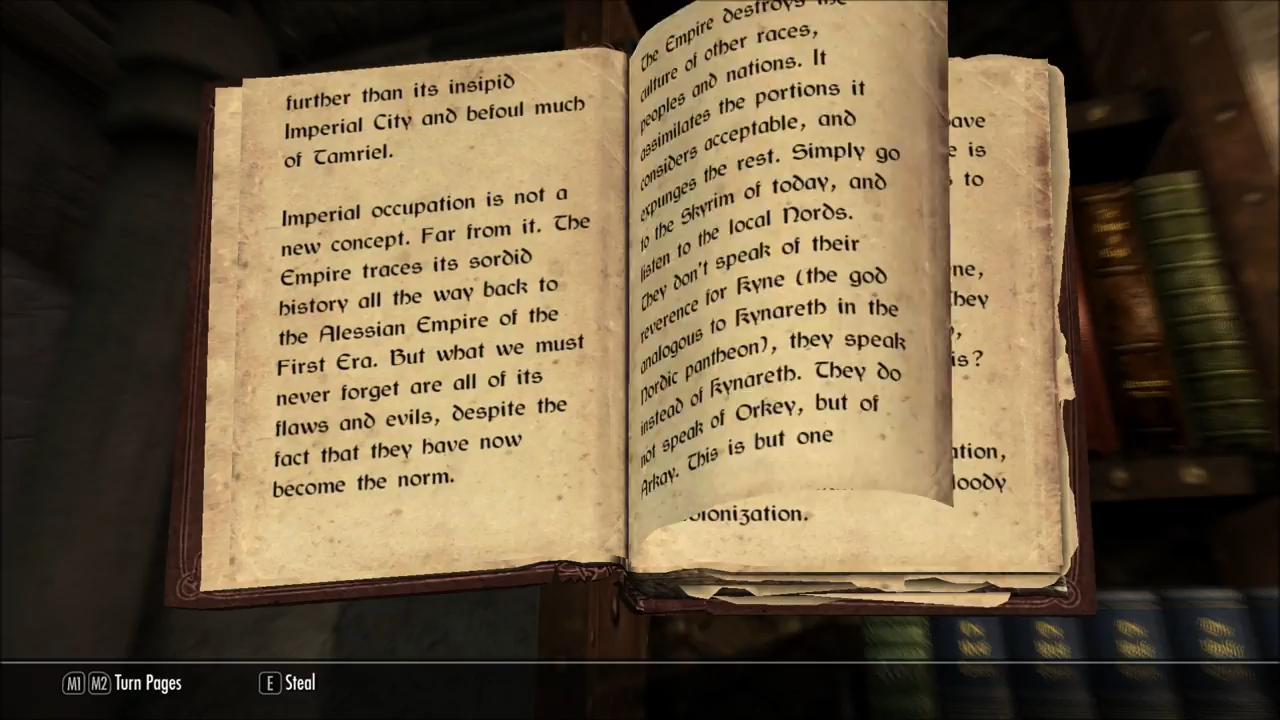 further than its insipid
Imperial City and befoul much
of Tamriel.
Imperial occupation is not a
new concept. Far from it. The
Empire traces its sordid
history all the way back to
the Alessian Empire of the
First Era. But what we must
never forget are all of its
flaws and evils, despite the
fact that they have now
become the norm.
The Empire destroys the
culture of other races,
peoples and nations. It
assimilates the portions it
considers acceptable, and
expunges the rest. Simply go
to the Skyrim of today, and
listen to the local Nords.
They don't speak of their
reverence for Kyne (the god
analogous to Kynareth in the
Nordic pantheon), they speak
instead of Kynareth. They do
not speak of Orkey, but of
Arkay. This is but one
is
to
is?
M1 M2 Turn Pages
E Steal